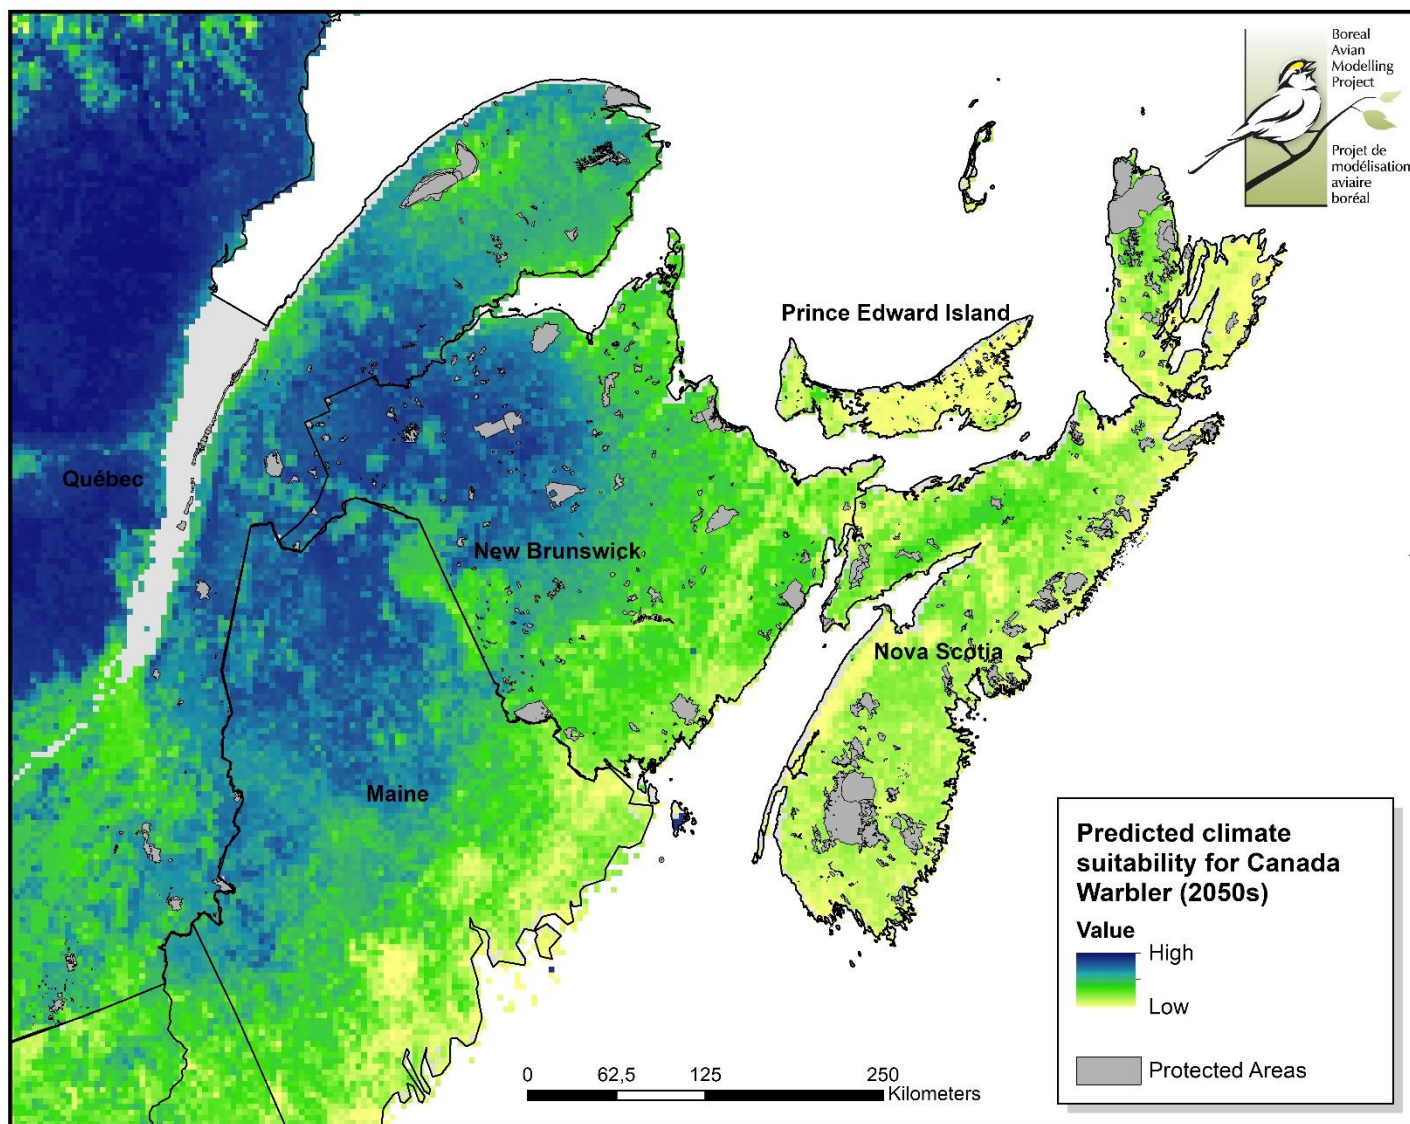 Boreal
Avian
Modelling
Project
Projet de
modélisation
aviaire
boréal
Prince Edward Island
Québec
New Brunswick
Nova Scotia
Maine
Predicted climate
suitability for Canada
Warbler (2050s)
Value
High
Low
Protected Areas
0 62,5 125 250
Kilometers